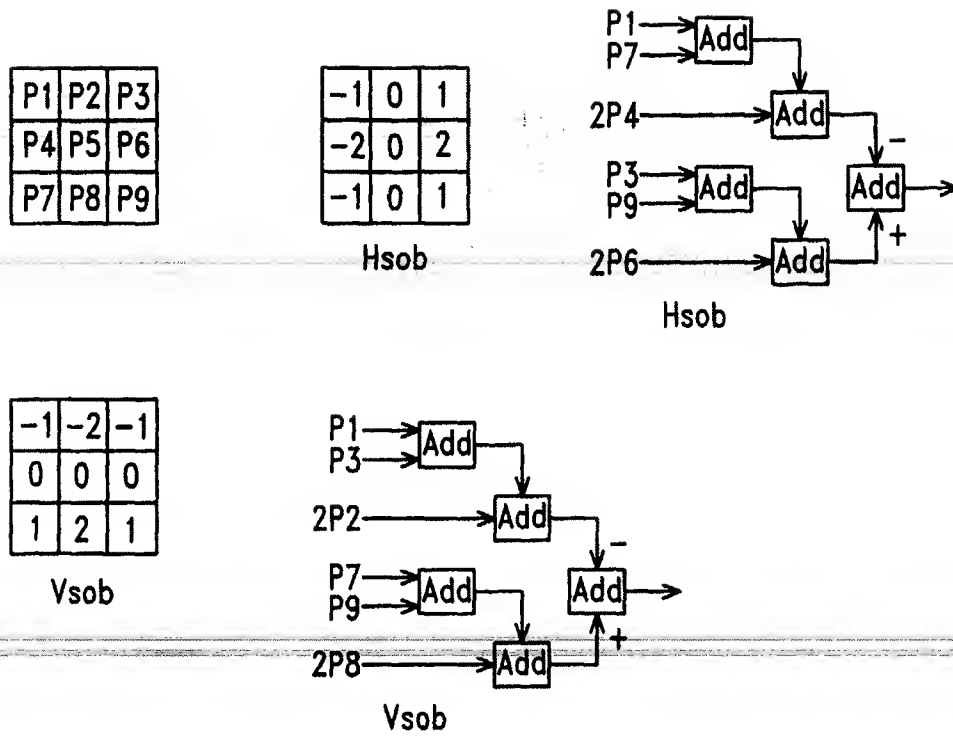 P1 P2 P3
P4 P5 P6
P7 P8 P9
-1 0 1
-2 0 2
-1 0 1
Hsob
P1
P7
Add
2P4
Add
-
P3
P9
Add
Add
+
2P6
Add
Hsob
-1 -2 -1
0 0 0
1 2 1
Vsob
P1
P3
Add
2P2
Add
-
P7
P9
Add
Add
+
2P8
Add
Vsob